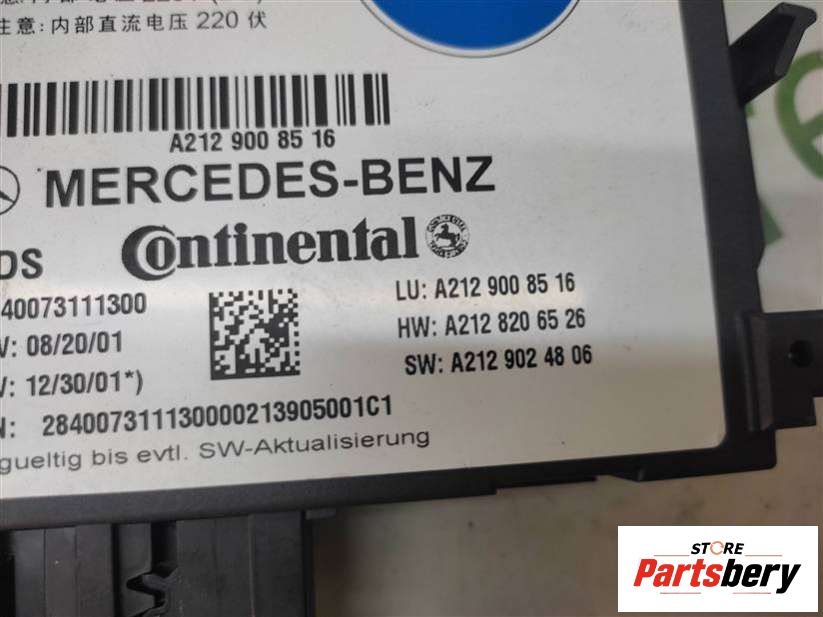 注意: 内部直流电压 220 伏
A212 900 85 16
MERCEDES-BENZ
Continental
DS
40073111300
LU: A212 900 85 16
: 08/20/01
HW: A212 820 65 26
: 12/30/01*)
SW: A212 902 48 06
N: 284007311130000213905001C1
gueltig bis evtl. SW-Aktualisierung
STORE
Partsbery